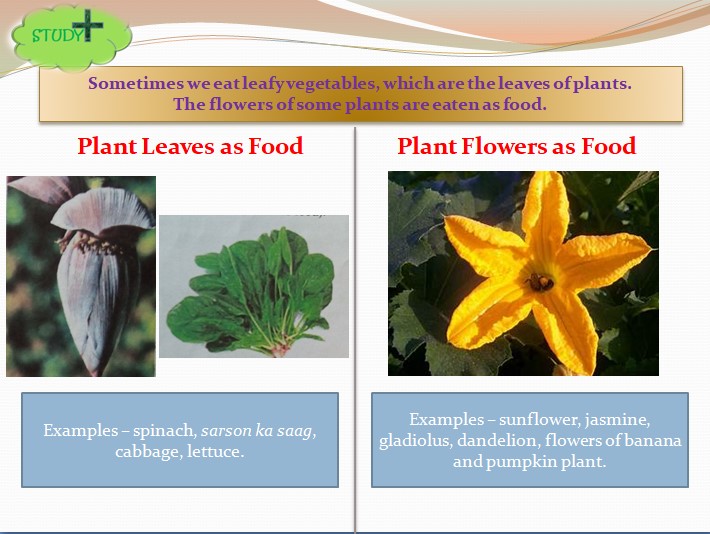 STUDY+
Sometimes we eat leafy vegetables, which are the leaves of plants.
The flowers of some plants are eaten as food.
Plant Leaves as Food
Plant Flowers as Food
Examples – spinach, sarson ka saag,
cabbage, lettuce.
Examples – sunflower, jasmine,
gladiolus, dandelion, flowers of banana
and pumpkin plant.